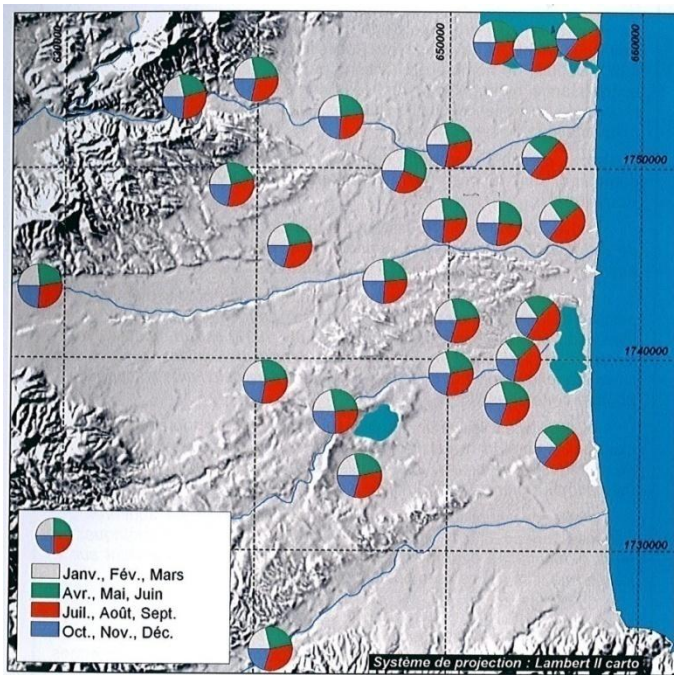 630000
650000
660000
1750000
1740000
1730000
Janv., Fév., Mars
Avr., Mai, Juin
Juil., Août, Sept.
Oct., Nov., Déc.
Système de projection : Lambert II carto